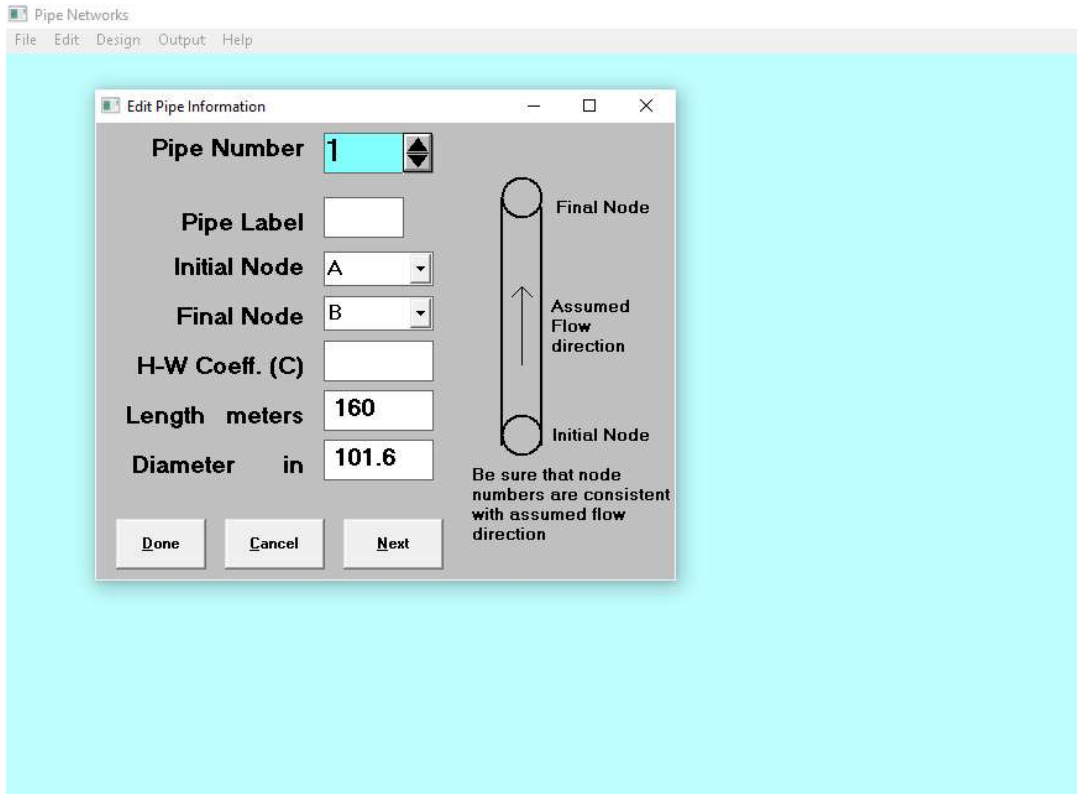 Pipe Networks
File Edit Design Output Help
Edit Pipe Information
Pipe Number 1
Pipe Label
Initial Node A
Final Node B
H-W Coeff. (C)
Length meters 160
Diameter in 101.6
Done Cancel Next
Final Node
Assumed
Flow
direction
Initial Node
Be sure that node
numbers are consistent
with assumed flow
direction